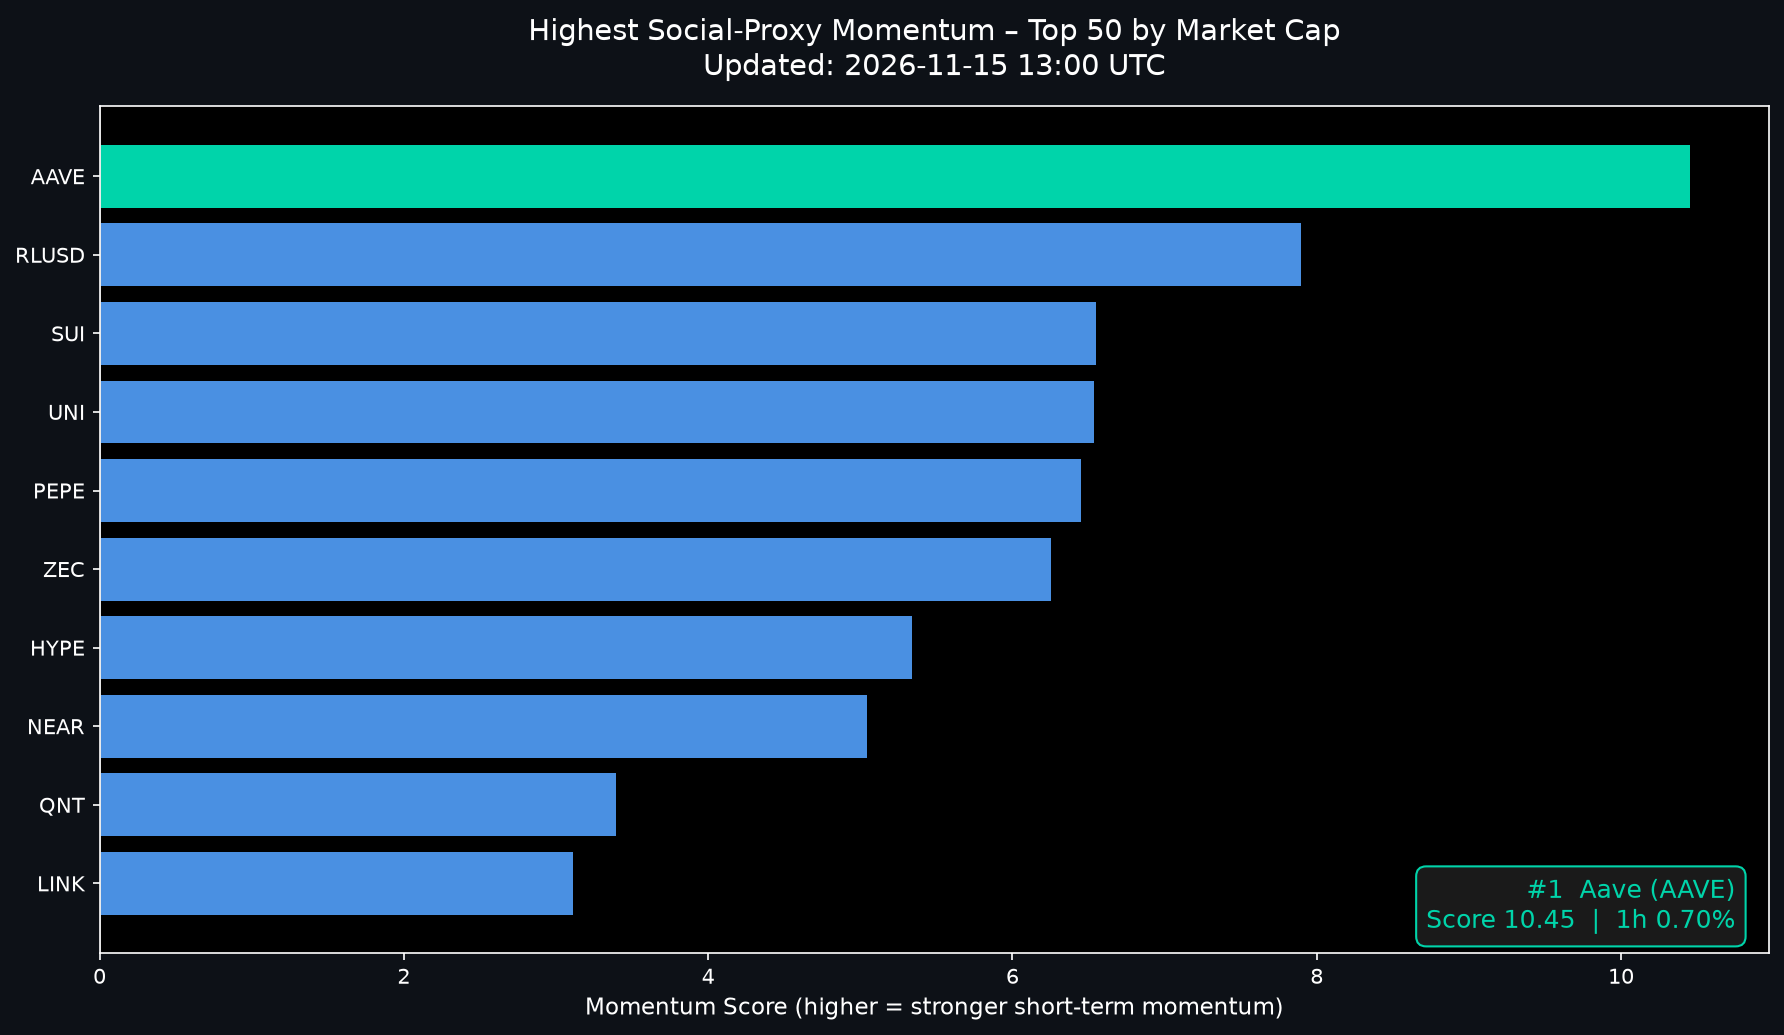 Highest Social-Proxy Momentum – Top 50 by Market Cap
Updated: 2026-11-15 13:00 UTC
AAVE
RLUSD
SUI
UNI
PEPE
ZEC
HYPE
NEAR
QNT
LINK
#1  Aave (AAVE)
Score 10.45  |  1h 0.70%
0 2 4 6 8 10
Momentum Score (higher = stronger short-term momentum)